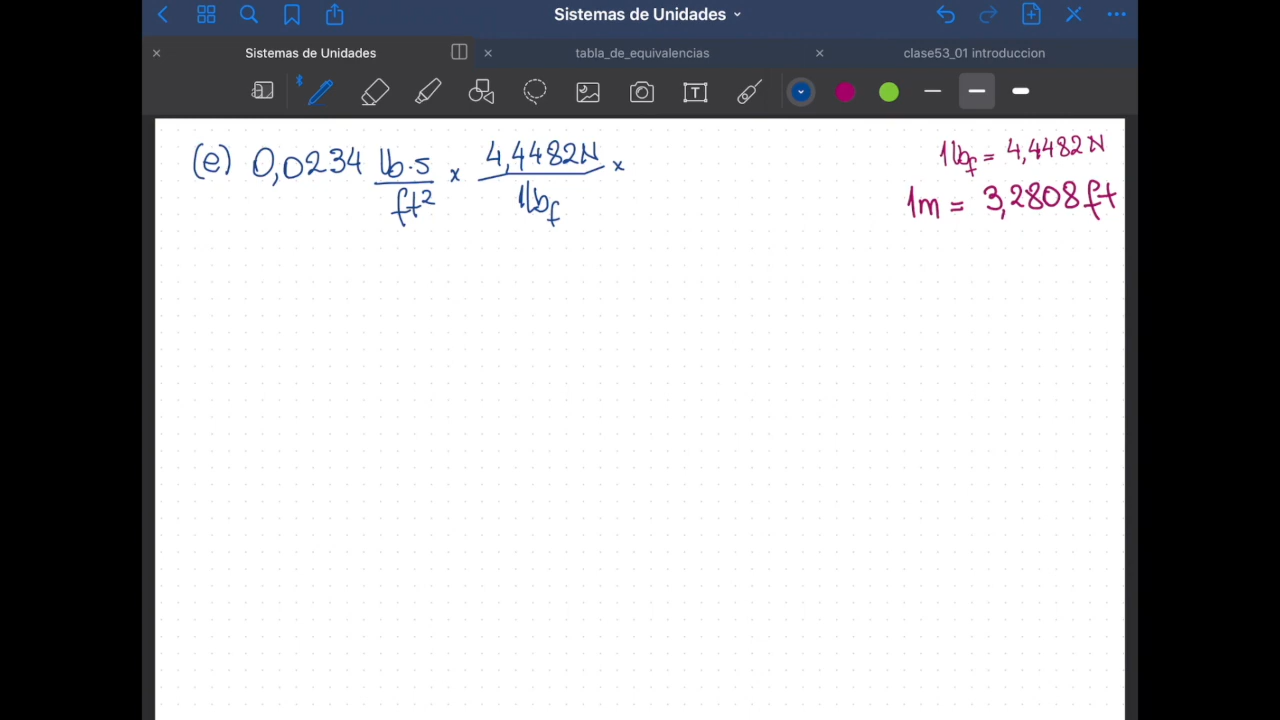 Sistemas de Unidades
Sistemas de Unidades
tabla_de_equivalencias
clase53_01 introduccion
(e) 0,0234 lb·s/ft² x 4,4482N/1lbf x
1lbf = 4,4482N
1m = 3,2808ft